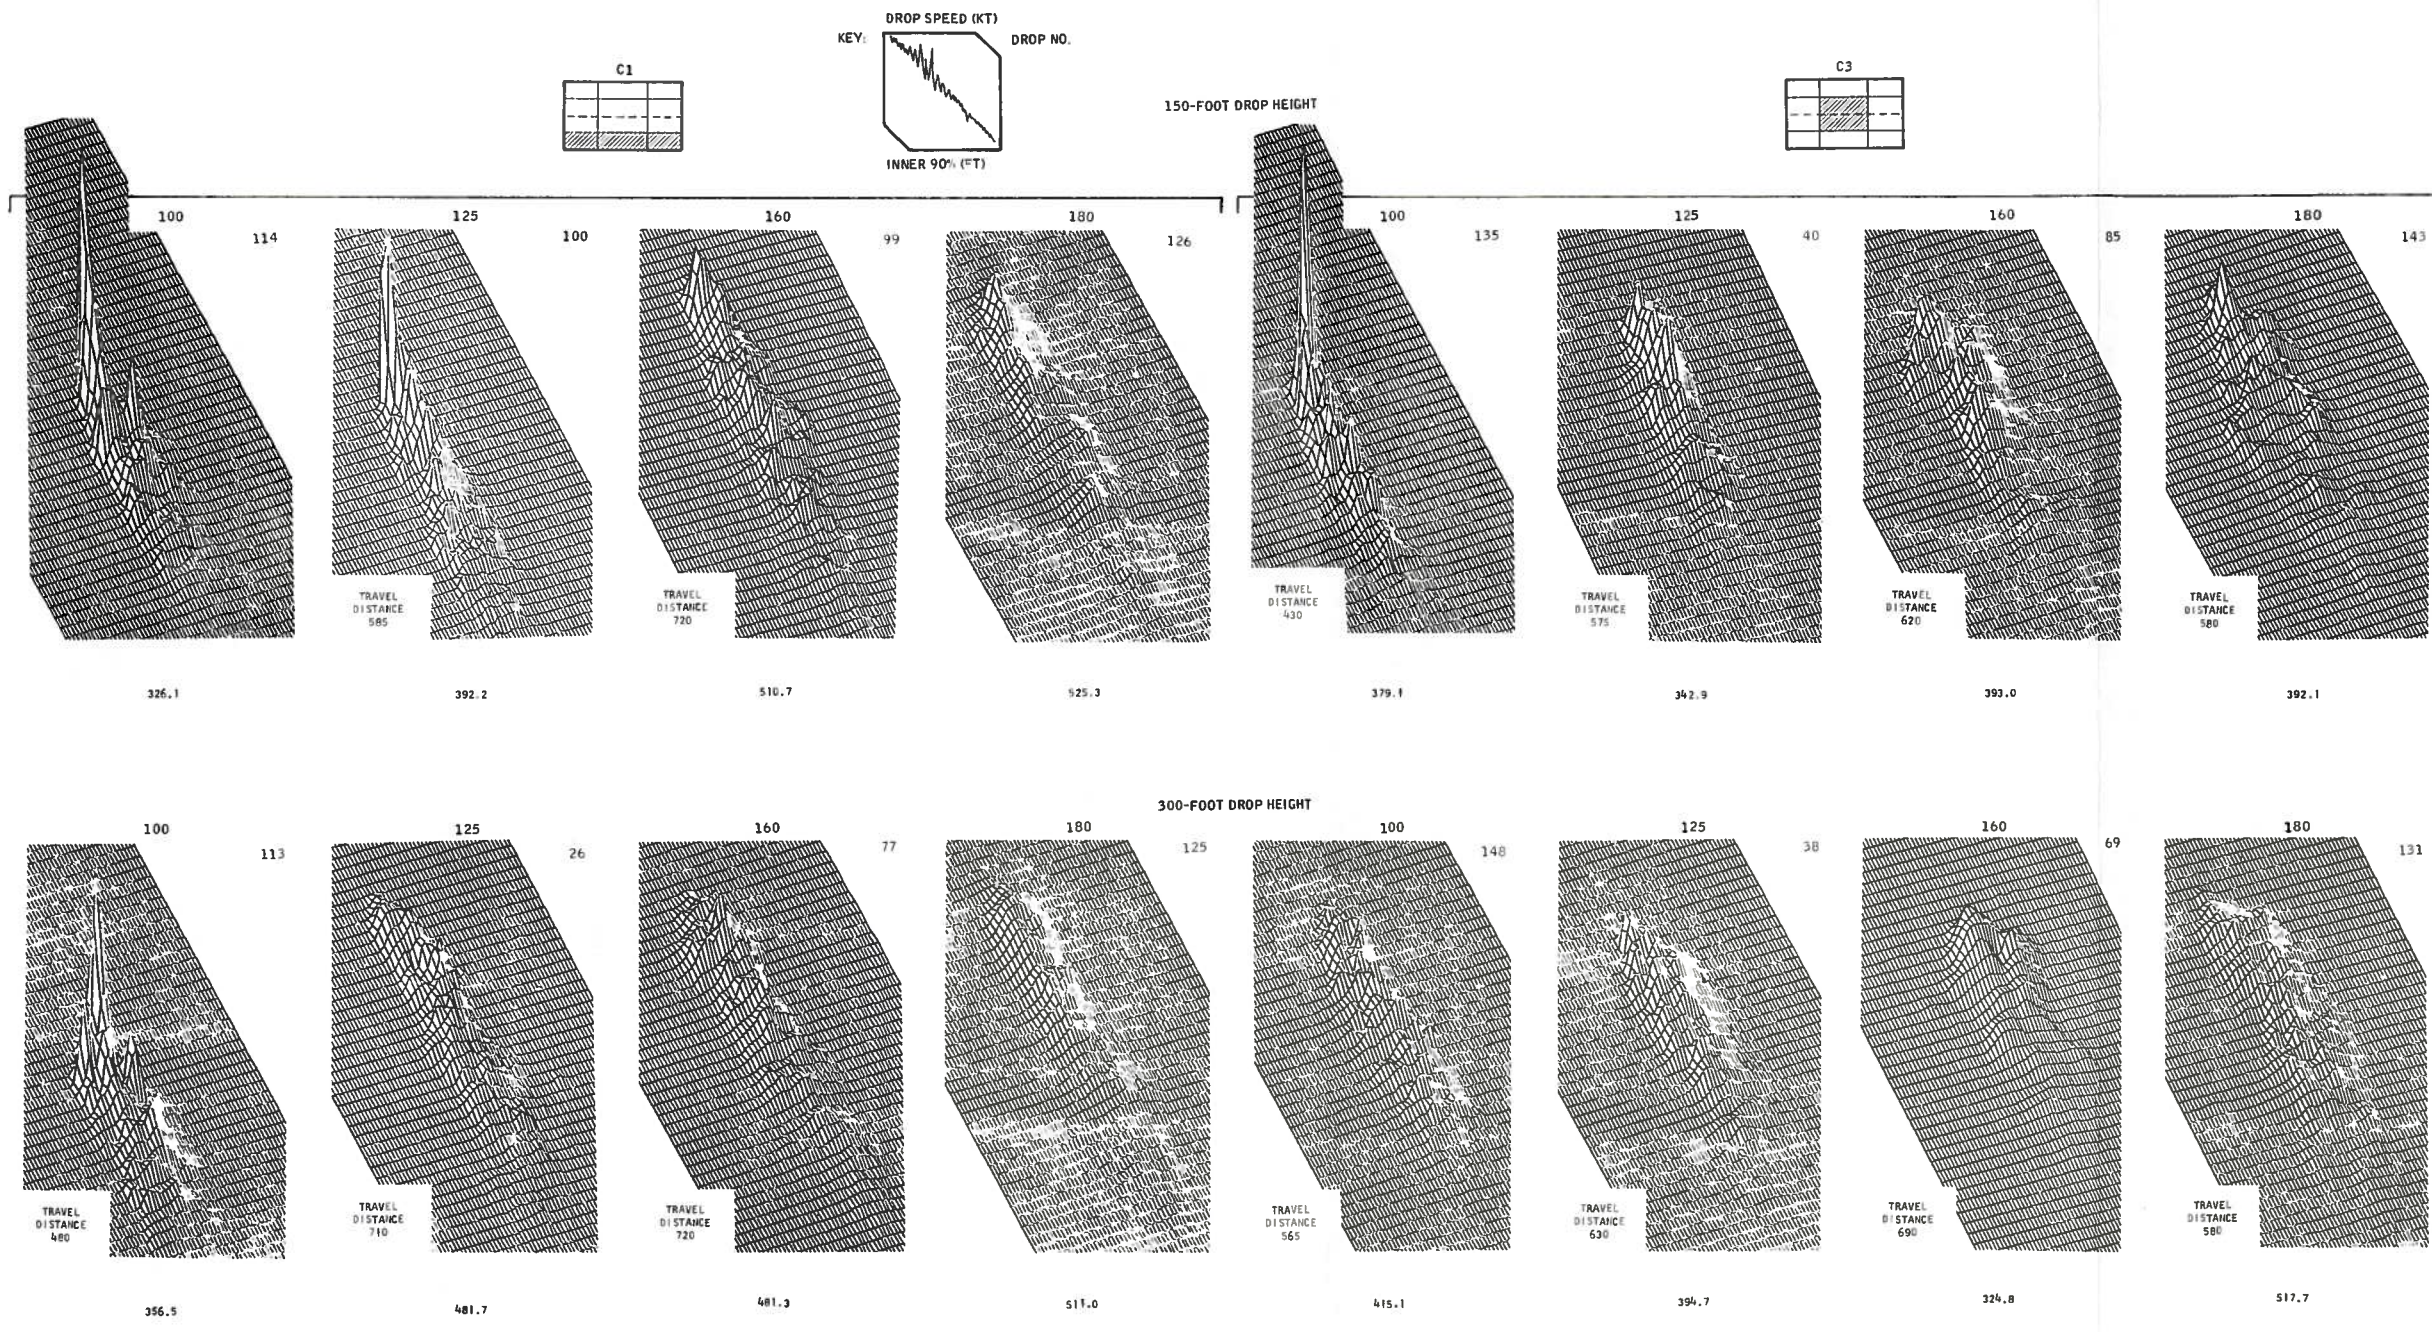 DROP SPEED (KT)
KEY:
DROP NO.
INNER 90% (FT)
C1
C3
150-FOOT DROP HEIGHT
100
125
160
180
100
125
160
180
114
100
99
126
135
40
85
143
TRAVEL
DISTANCE
585
TRAVEL
DISTANCE
720
TRAVEL
DISTANCE
430
TRAVEL
DISTANCE
575
TRAVEL
DISTANCE
620
TRAVEL
DISTANCE
580
326.1
392.2
510.7
525.3
379.1
342.9
393.0
392.1
300-FOOT DROP HEIGHT
100
125
160
180
100
125
160
180
113
26
77
125
148
38
69
131
TRAVEL
DISTANCE
480
TRAVEL
DISTANCE
710
TRAVEL
DISTANCE
720
TRAVEL
DISTANCE
565
TRAVEL
DISTANCE
630
TRAVEL
DISTANCE
690
TRAVEL
DISTANCE
580
356.5
481.7
481.3
511.0
415.1
394.7
324.8
517.7